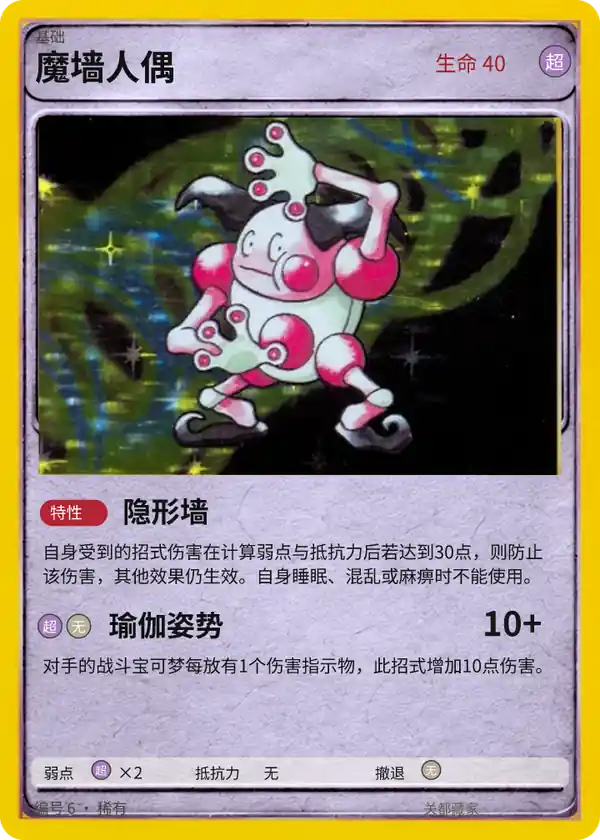 基础
魔墙人偶
生命 40
超
特性 隐形墙
自身受到的招式伤害在计算弱点与抵抗力后若达到30点，则防止
该伤害，其他效果仍生效。自身睡眠、混乱或麻痹时不能使用。
超 无 瑜伽姿势 10+
对手的战斗宝可梦每放有1个伤害指示物，此招式增加10点伤害。
弱点 超 ×2 抵抗力 无 撤退 无
编号 6 · 稀有 关都藏家